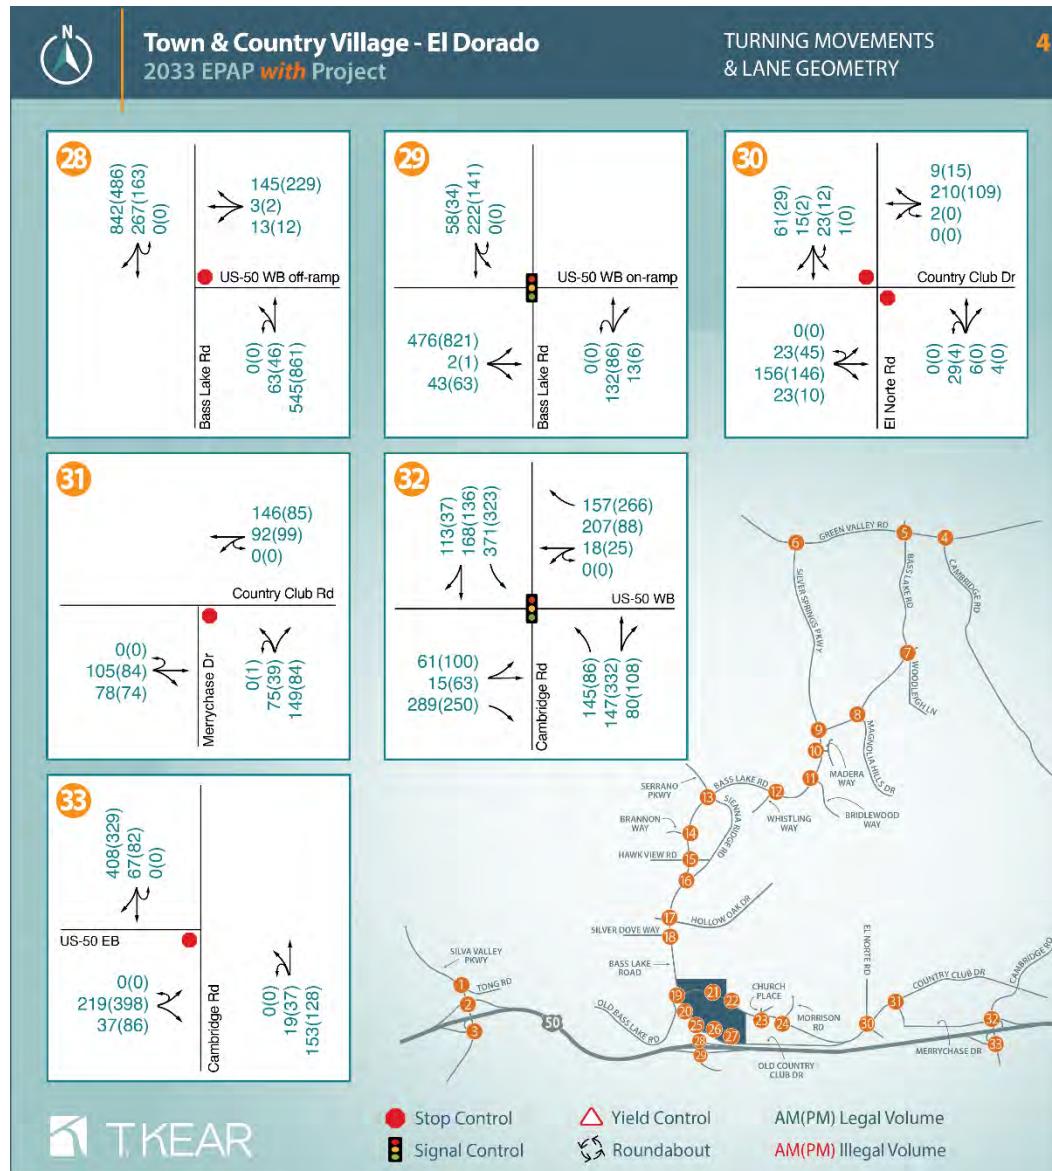 N
Town & Country Village - El Dorado
2033 EPAP with Project
TURNING MOVEMENTS
& LANE GEOMETRY
4
28
842(486)
267(163)
0(0)
145(229)
3(2)
13(12)
US-50 WB off-ramp
Bass Lake Rd
0(0)
63(46)
545(861)
29
58(34)
222(141)
0(0)
US-50 WB on-ramp
476(821)
2(1)
43(63)
Bass Lake Rd
0(0)
132(86)
13(6)
30
61(29)
15(2)
23(12)
1(0)
9(15)
210(109)
2(0)
0(0)
Country Club Dr
0(0)
23(45)
156(146)
23(10)
El Norte Rd
0(0)
29(4)
6(0)
4(0)
31
146(85)
92(99)
0(0)
Country Club Rd
0(0)
105(84)
78(74)
Merrychase Dr
0(1)
75(39)
149(84)
32
113(37)
168(136)
371(323)
157(266)
207(88)
18(25)
0(0)
US-50 WB
61(100)
15(63)
289(250)
Cambridge Rd
145(86)
147(332)
80(108)
33
408(329)
67(82)
0(0)
US-50 EB
0(0)
219(398)
37(86)
Cambridge Rd
0(0)
19(37)
153(128)
6
GREEN VALLEY RD
5
4
SILVER SPRINGS PKWY
BASS LAKE RD
CAMBRIDGE RD
7
WOODLEIGH LN
8
9
MAGNOLIA HILLS DR
10
MADERA
WAY
11
BRIDLEWOOD
WAY
SERRANO
PKWY
13
BASS LAKE RD
12
WHISTLING
WAY
SIENNA RIDGE RD
BRANNON
WAY
14
HAWK VIEW RD
15
16
17
HOLLOW OAK DR
SILVER DOVE WAY
18
BASS LAKE
ROAD
SILVA VALLEY
PKWY
1
TONG RD
2
3
50
OLD BASS LAKE RD
19
20
21
22
25
26
27
28
29
CHURCH
PLACE
23
24
MORRISON
RD
OLD COUNTRY
CLUB DR
EL NORTE RD
30
31
COUNTRY CLUB DR
MERRYCHASE DR
CAMBRIDGE RD
32
33
T.KEAR
Stop Control
Yield Control
AM(PM) Legal Volume
Signal Control
Roundabout
AM(PM) Illegal Volume